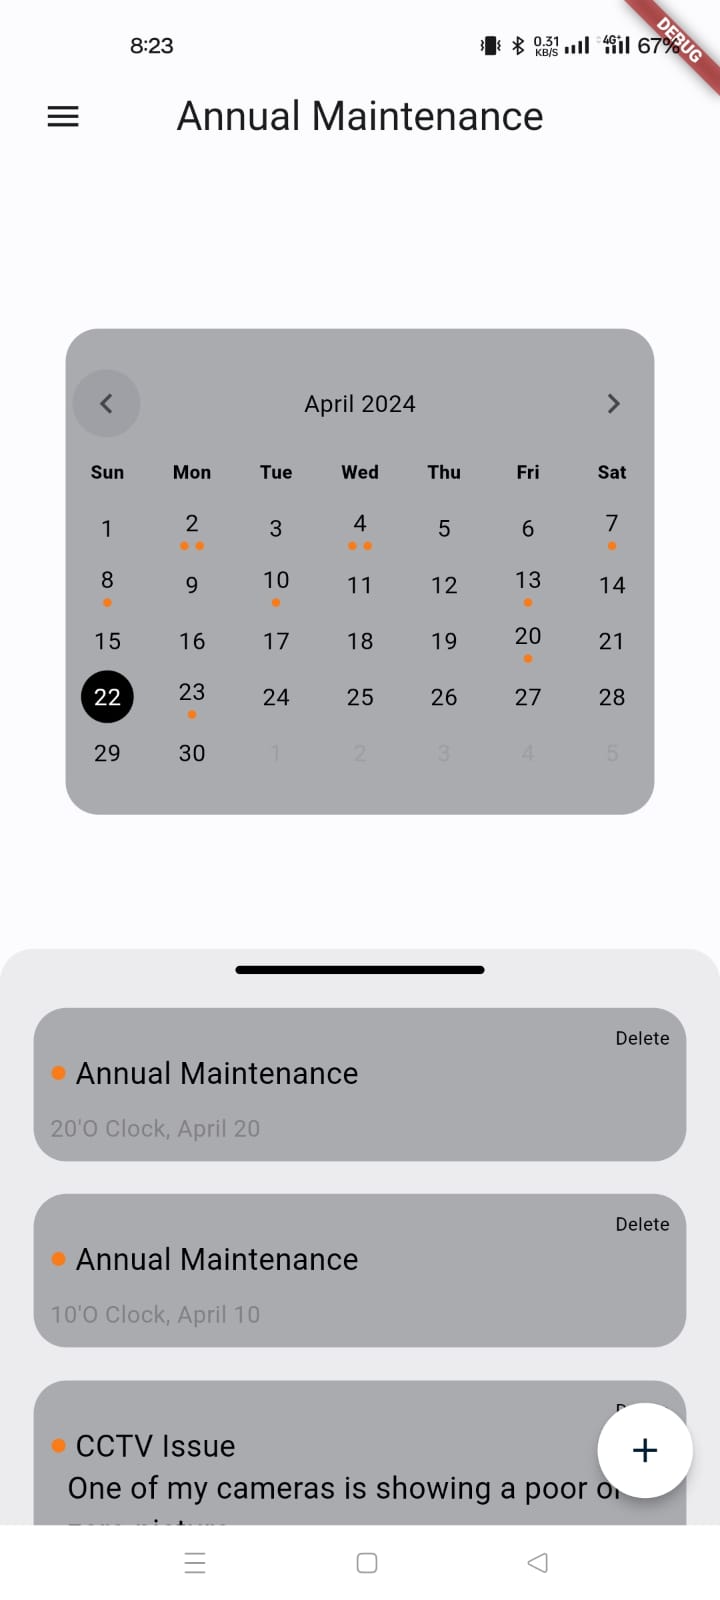 8:23
0.31 KB/S
4G+
67%
DEBUG
Annual Maintenance
April 2024
Sun Mon Tue Wed Thu Fri Sat
1 2 3 4 5 6 7
8 9 10 11 12 13 14
15 16 17 18 19 20 21
22 23 24 25 26 27 28
29 30 1 2 3 4 5
Delete
Annual Maintenance
20'O Clock, April 20
Delete
Annual Maintenance
10'O Clock, April 10
CCTV Issue
One of my cameras is showing a poor
+